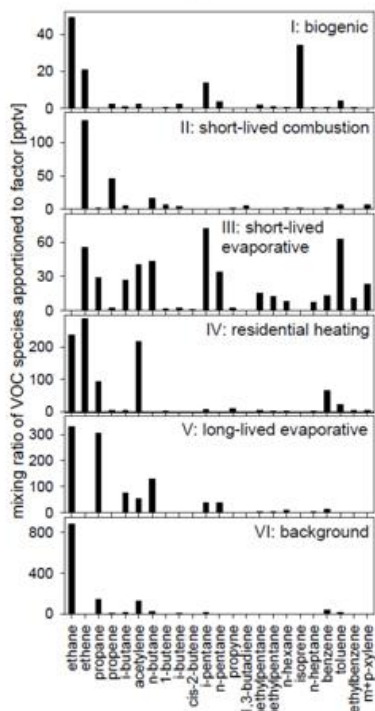 mixing ratio of VOC species apportioned to factor [pptv]
I: biogenic
40
20
0
II: short-lived combustion
100
50
0
III: short-lived
evaporative
60
30
0
IV: residential heating
200
100
0
V: long-lived evaporative
300
200
100
0
VI: background
800
400
0
ethane
ethene
propane
propene
i-butane
acetylene
n-butane
1-butene
i-butene
cis-2-butene
i-pentane
n-pentane
propyne
1,3-butadiene
ethylpentane
ethylpentane
n-hexane
isoprene
n-heptane
benzene
toluene
ethylbenzene
m+p-xylene